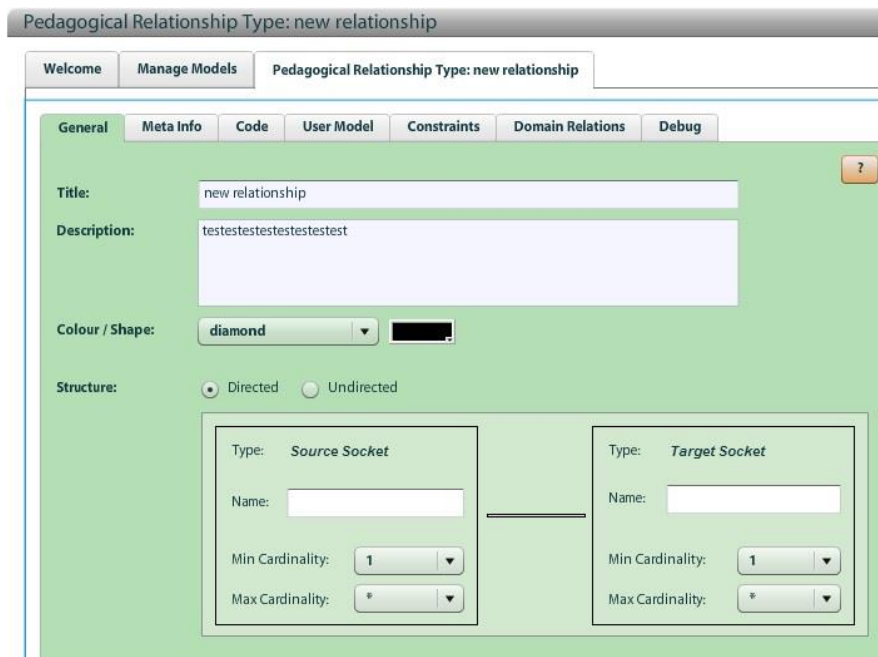 Pedagogical Relationship Type: new relationship
Welcome Manage Models Pedagogical Relationship Type: new relationship
General Meta Info Code User Model Constraints Domain Relations Debug
?
Title: new relationship
Description: testestestestestestestest
Colour / Shape: diamond
Structure: Directed Undirected
Type: Source Socket
Name:
Min Cardinality: 1
Max Cardinality: *
Type: Target Socket
Name:
Min Cardinality: 1
Max Cardinality: *